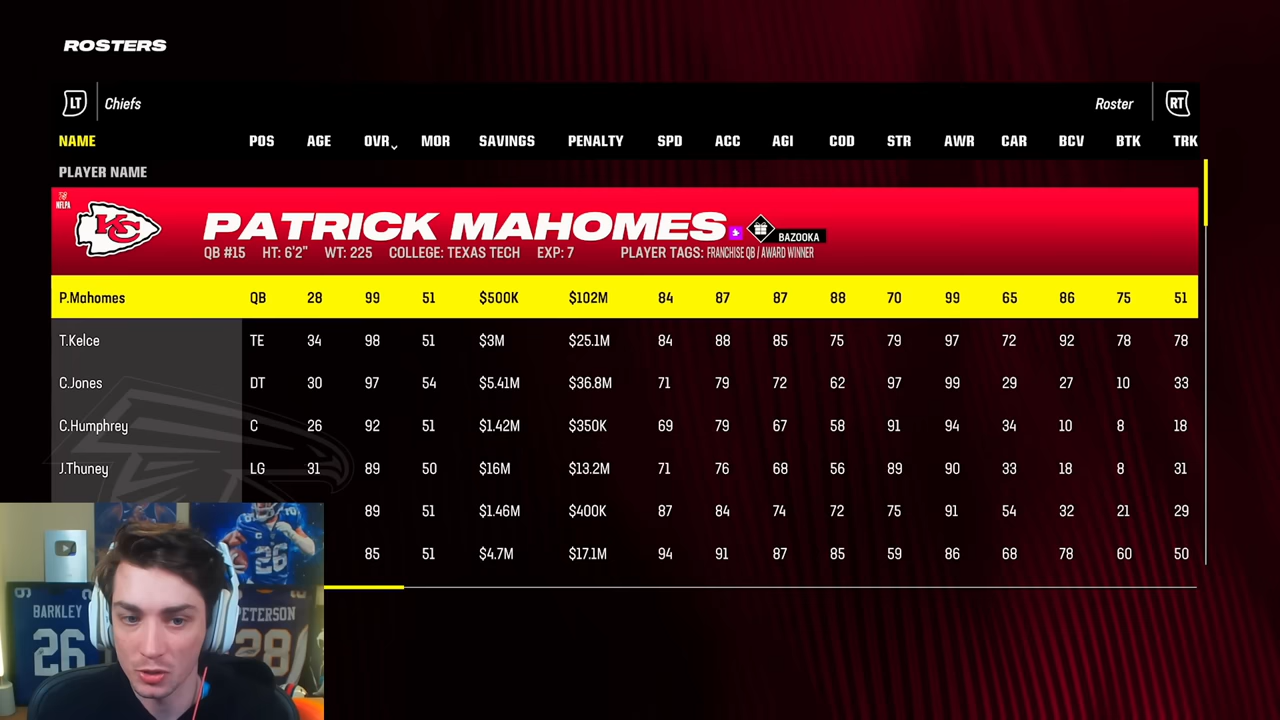 ROSTERS
LT Chiefs Roster RT
NAME POS AGE OVR MOR SAVINGS PENALTY SPD ACC AGI COD STR AWR CAR BCV BTK TRK
PLAYER NAME
NFLPA
KC
PATRICK MAHOMES BAZOOKA
QB #15 HT: 6'2" WT: 225 COLLEGE: TEXAS TECH EXP: 7 PLAYER TAGS: FRANCHISE QB / AWARD WINNER
P.Mahomes QB 28 99 51 $500K $102M 84 87 87 88 70 99 65 86 75 51
T.Kelce TE 34 98 51 $3M $25.1M 84 88 85 75 79 97 72 92 78 78
C.Jones DT 30 97 54 $5.41M $36.8M 71 79 72 62 97 99 29 27 10 33
C.Humphrey C 26 92 51 $1.42M $350K 69 79 67 58 91 94 34 10 8 18
J.Thuney LG 31 89 50 $16M $13.2M 71 76 68 56 89 90 33 18 8 31
89 51 $1.46M $400K 87 84 74 72 75 91 54 32 21 29
85 51 $4.7M $17.1M 94 91 87 85 59 86 68 78 60 50
26
BARKLEY
26
PETERSON
28